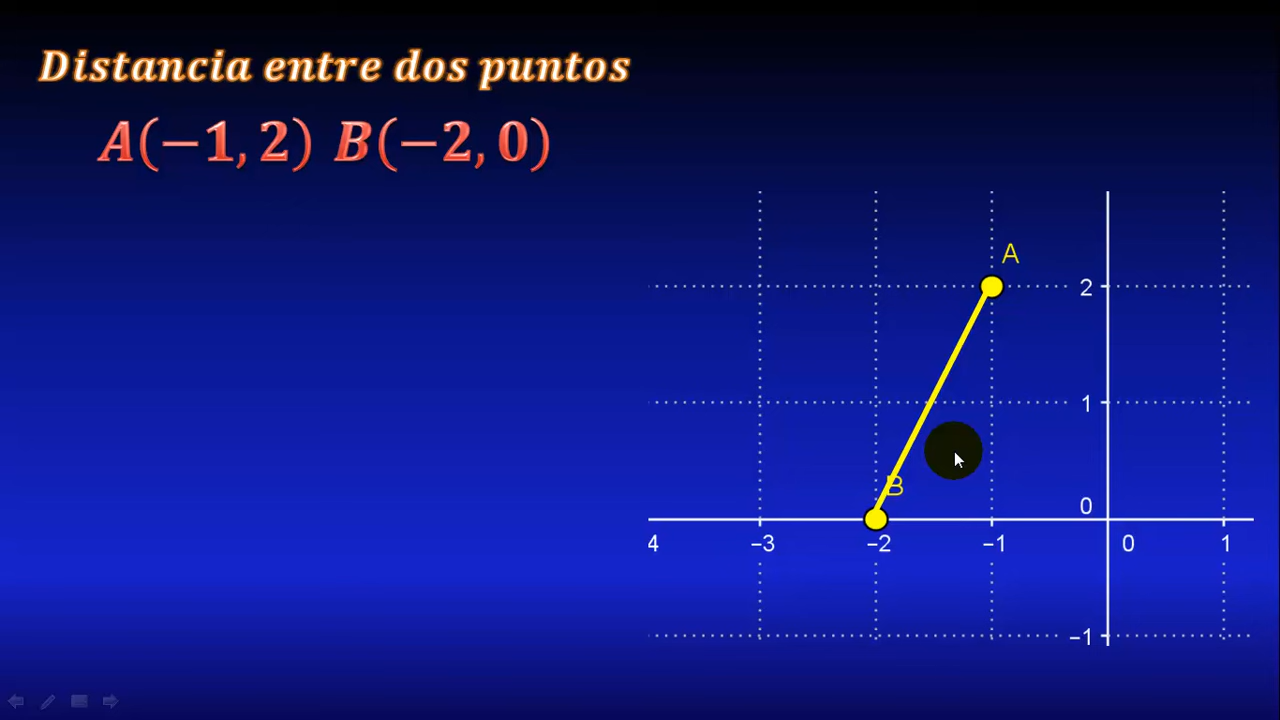 Distancia entre dos puntos
A(−1, 2) B(−2, 0)
A
2
1
B
0
4 −3 −2 −1 0 1
−1